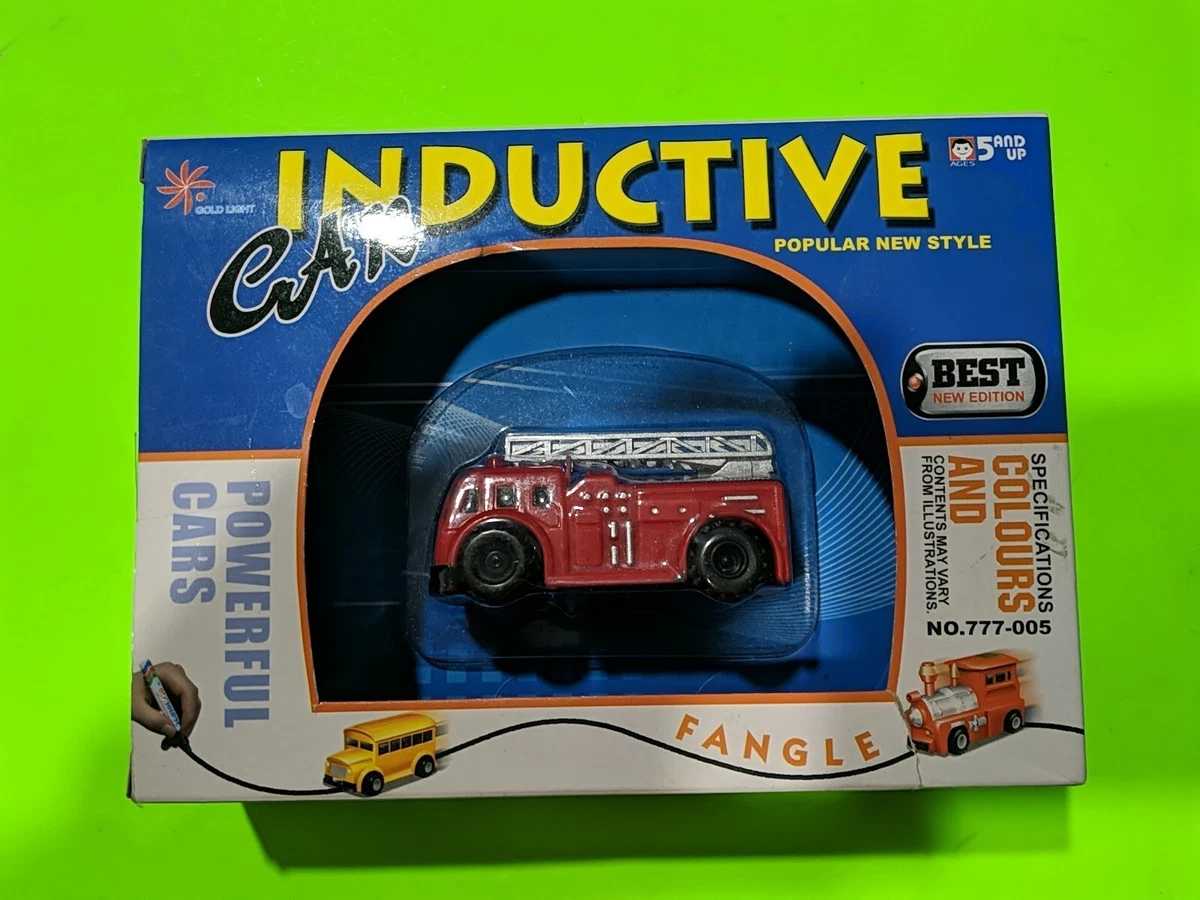 GOLD LIGHT
INDUCTIVE
CAR
AGES
5 AND UP
POPULAR NEW STYLE
BEST
NEW EDITION
POWERFUL
CARS
SPECIFICATIONS
COLOURS
AND
CONTENTS MAY VARY
FROM ILLUSTRATIONS.
NO.777-005
FANGLE